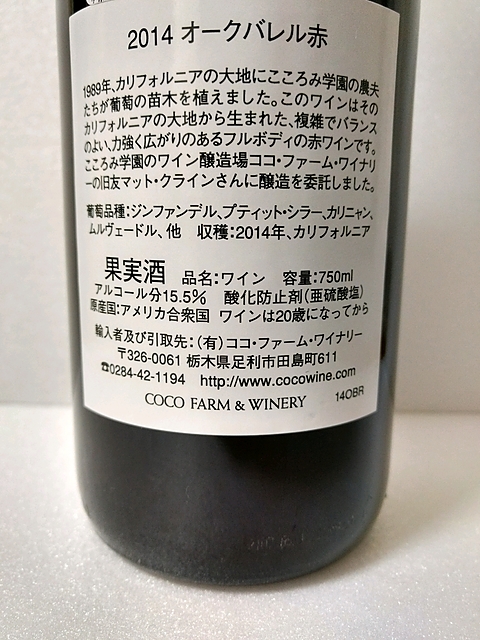 2014 オークバレル赤
1989年、カリフォルニアの大地にこころみ学園の農夫
たちが葡萄の苗木を植えました。このワインはその
カリフォルニアの大地から生まれた、複雑でバランス
のよい、力強く広がりのあるフルボディの赤ワインです。
こころみ学園のワイン醸造場ココ・ファーム・ワイナリ
ーの旧友マット・クラインさんに醸造を委託しました。
葡萄品種:ジンファンデル、プティット・シラー、カリニャン、
ムルヴェードル、他　収穫:2014年、カリフォルニア
果実酒　品名:ワイン　容量:750ml
アルコール分15.5%　酸化防止剤(亜硫酸塩)
原産国:アメリカ合衆国　ワインは20歳になってから
輸入者及び引取先:(有)ココ・ファーム・ワイナリー
〒326-0061 栃木県足利市田島町611
☎0284-42-1194　http://www.cocowine.com
COCO FARM & WINERY　14OBR